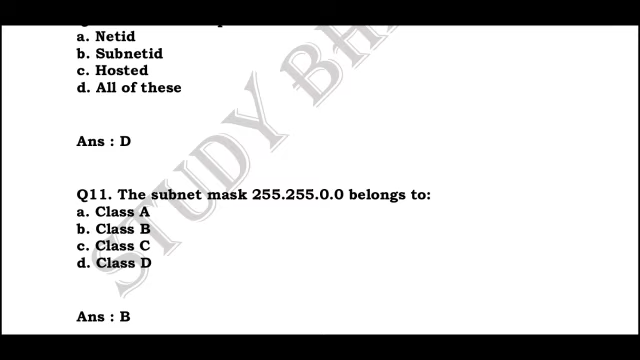 a. Netid
b. Subnetid
c. Hosted
d. All of these
Ans : D
Q11. The subnet mask 255.255.0.0 belongs to:
a. Class A
b. Class B
c. Class C
d. Class D
Ans : B
STUDY BH